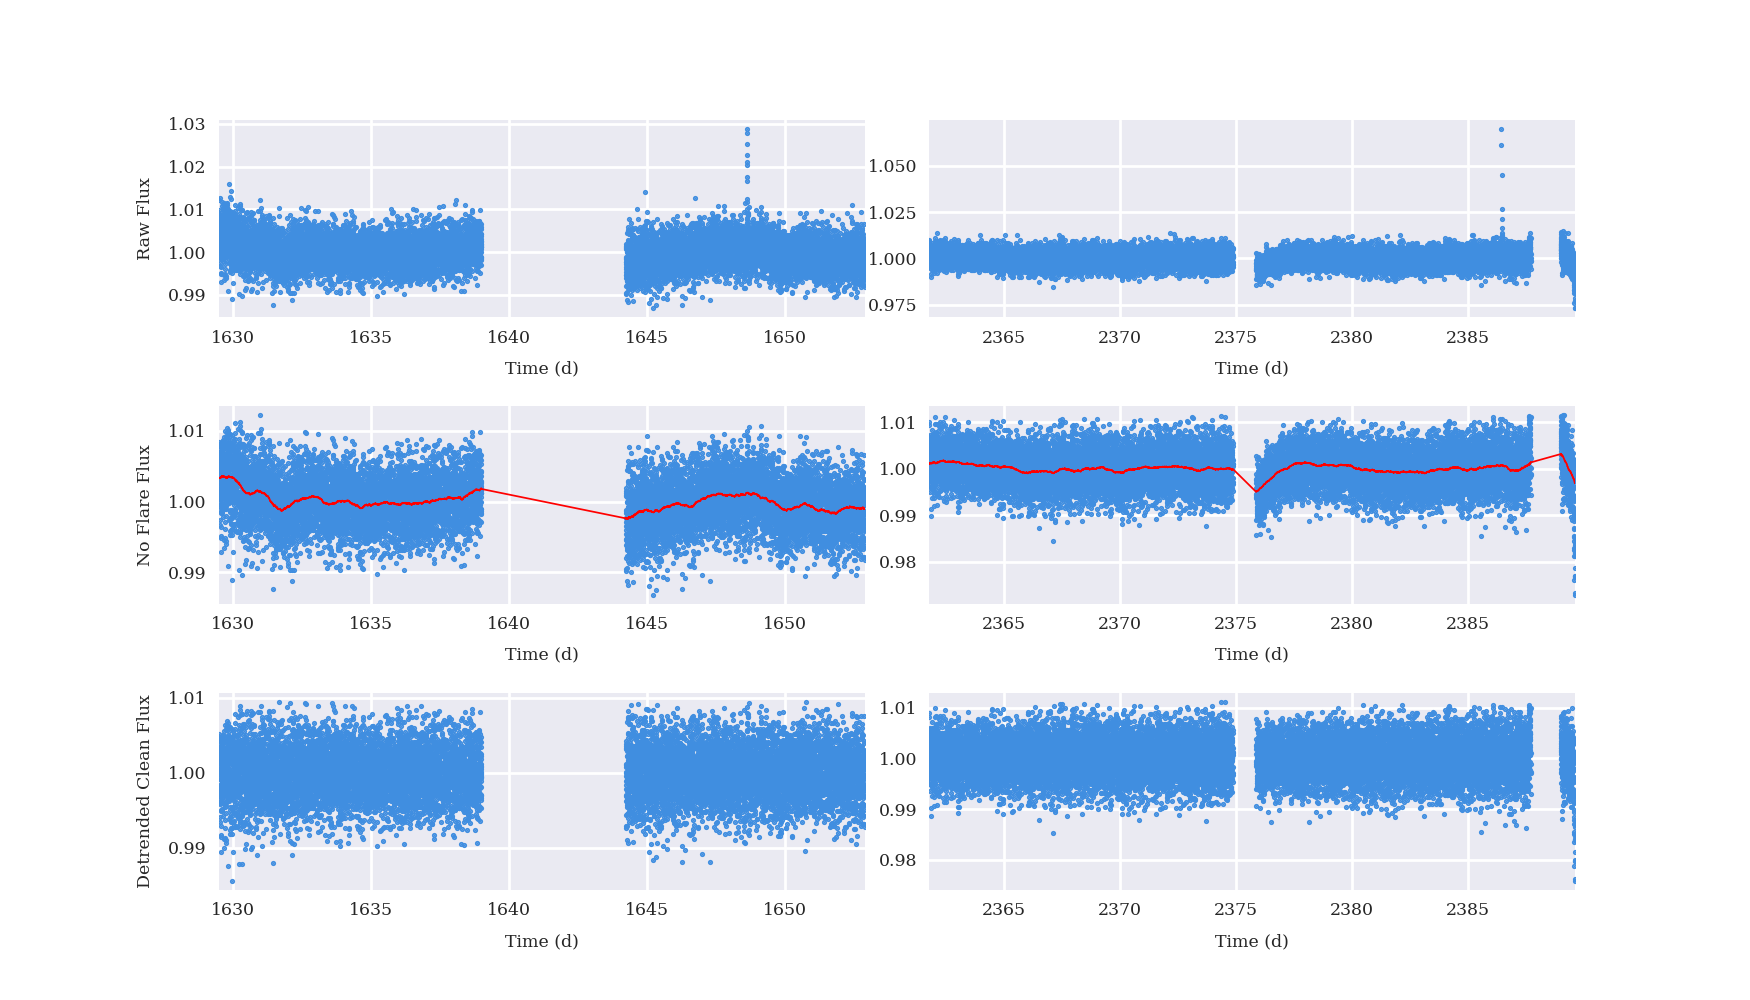 Raw Flux
1.03
1.02
1.01
1.00
0.99
1630 1635 1640 1645 1650
Time (d)
1.050
1.025
1.000
0.975
2365 2370 2375 2380 2385
Time (d)
No Flare Flux
1.01
1.00
0.99
1630 1635 1640 1645 1650
Time (d)
1.01
1.00
0.99
0.98
2365 2370 2375 2380 2385
Time (d)
Detrended Clean Flux
1.01
1.00
0.99
1630 1635 1640 1645 1650
Time (d)
1.01
1.00
0.99
0.98
2365 2370 2375 2380 2385
Time (d)